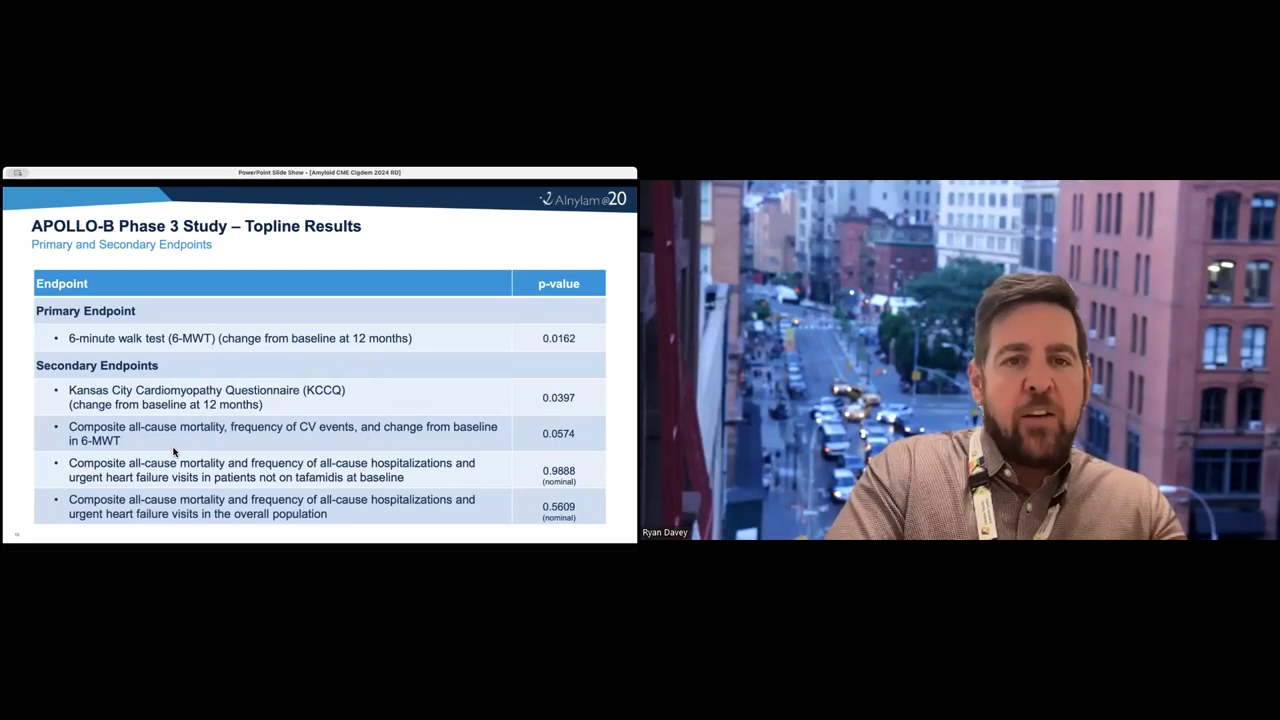 PowerPoint Slide Show - [Amyloid CME Cigdem 2024 RD]
Alnylam @20
APOLLO-B Phase 3 Study – Topline Results
Primary and Secondary Endpoints
Endpoint p-value
Primary Endpoint
• 6-minute walk test (6-MWT) (change from baseline at 12 months) 0.0162
Secondary Endpoints
• Kansas City Cardiomyopathy Questionnaire (KCCQ)
(change from baseline at 12 months) 0.0397
• Composite all-cause mortality, frequency of CV events, and change from baseline
in 6-MWT 0.0574
• Composite all-cause mortality and frequency of all-cause hospitalizations and
urgent heart failure visits in patients not on tafamidis at baseline 0.9888
(nominal)
• Composite all-cause mortality and frequency of all-cause hospitalizations and
urgent heart failure visits in the overall population 0.5609
(nominal)
Ryan Davey